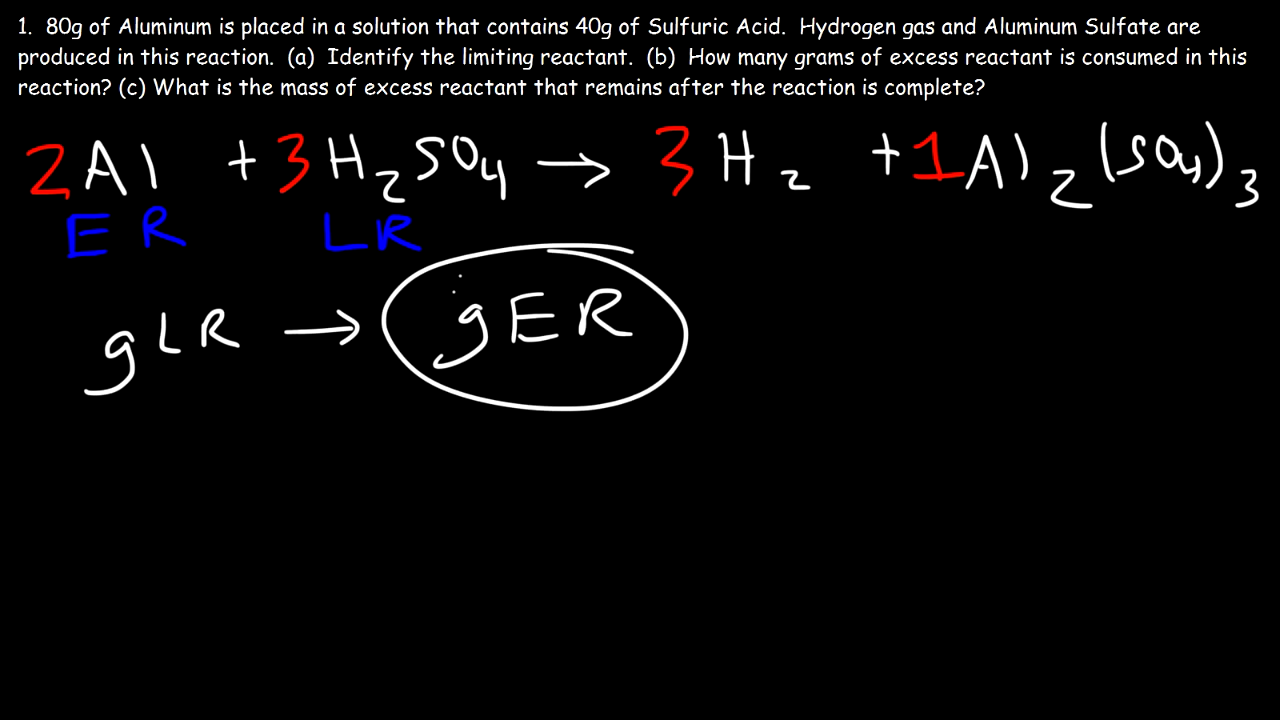 1. 80g of Aluminum is placed in a solution that contains 40g of Sulfuric Acid. Hydrogen gas and Aluminum Sulfate are
produced in this reaction. (a) Identify the limiting reactant. (b) How many grams of excess reactant is consumed in this
reaction? (c) What is the mass of excess reactant that remains after the reaction is complete?
2Al + 3H₂SO₄ → 3H₂ + 1Al₂(SO₄)₃
ER LR
gLR → gER